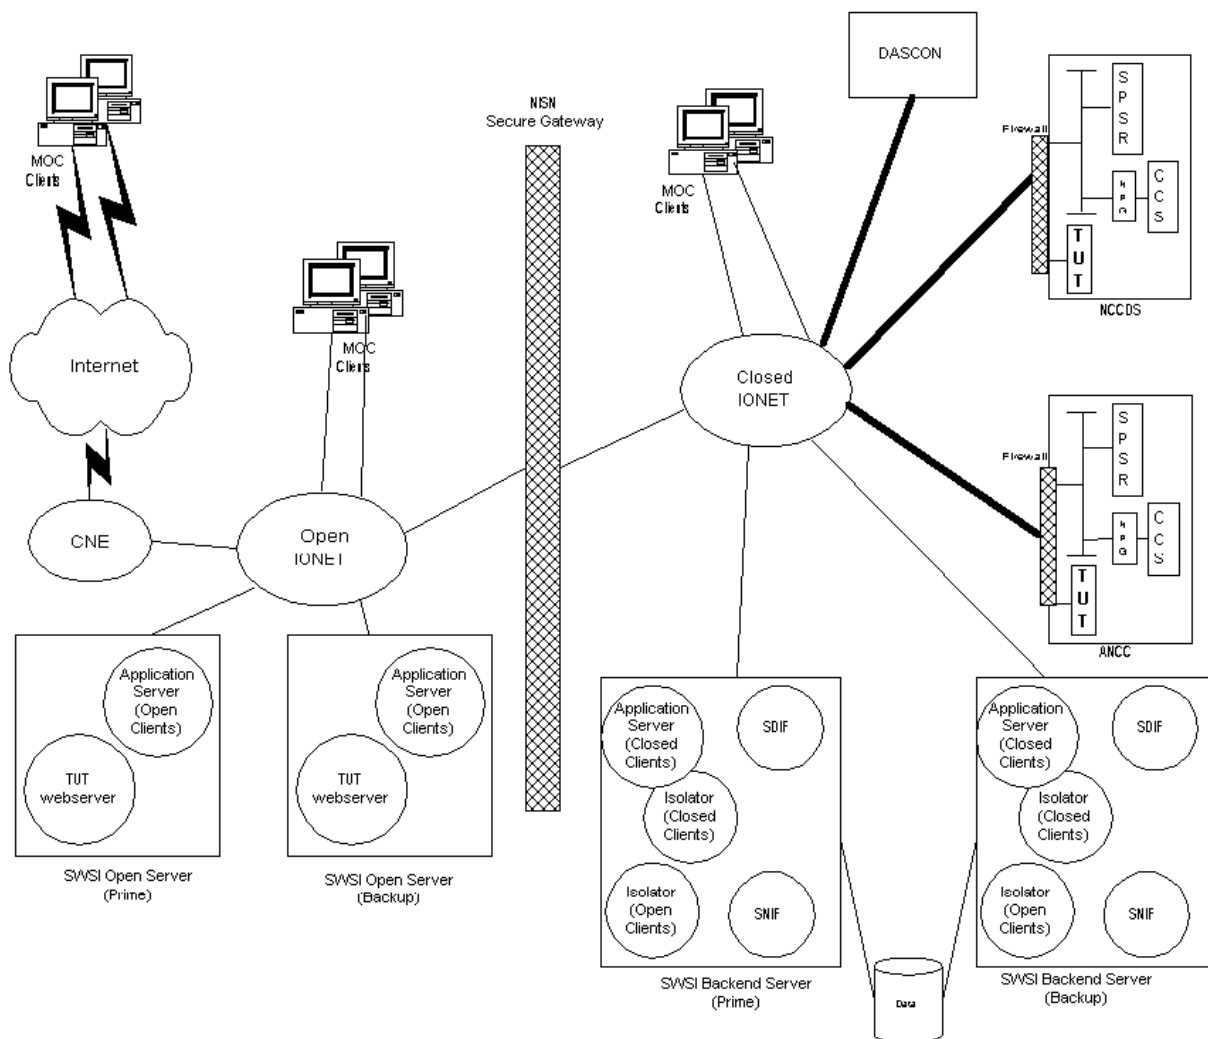 DASCON
NISN
Secure Gateway
MOC
Clients
MOC
Clients
MOC
Clients
Firewall
S
P
S
R
C
C
S
T
U
T
NCCDS
Internet
Closed
IONET
CNE
Open
IONET
Firewall
S
P
S
R
C
C
S
T
U
T
ANCC
Application
Server
(Open
Clients)
TUT
webserver
SWSI Open Server
(Prime)
Application
Server
(Open
Clients)
TUT
webserver
SWSI Open Server
(Backup)
Application
Server
(Closed
Clients)
SDIF
Isolator
(Closed
Clients)
Isolator
(Open
Clients)
SNIF
SWSI Backend Server
(Prime)
Data
Application
Server
(Closed
Clients)
SDIF
Isolator
(Closed
Clients)
Isolator
(Open
Clients)
SNIF
SWSI Backend Server
(Backup)